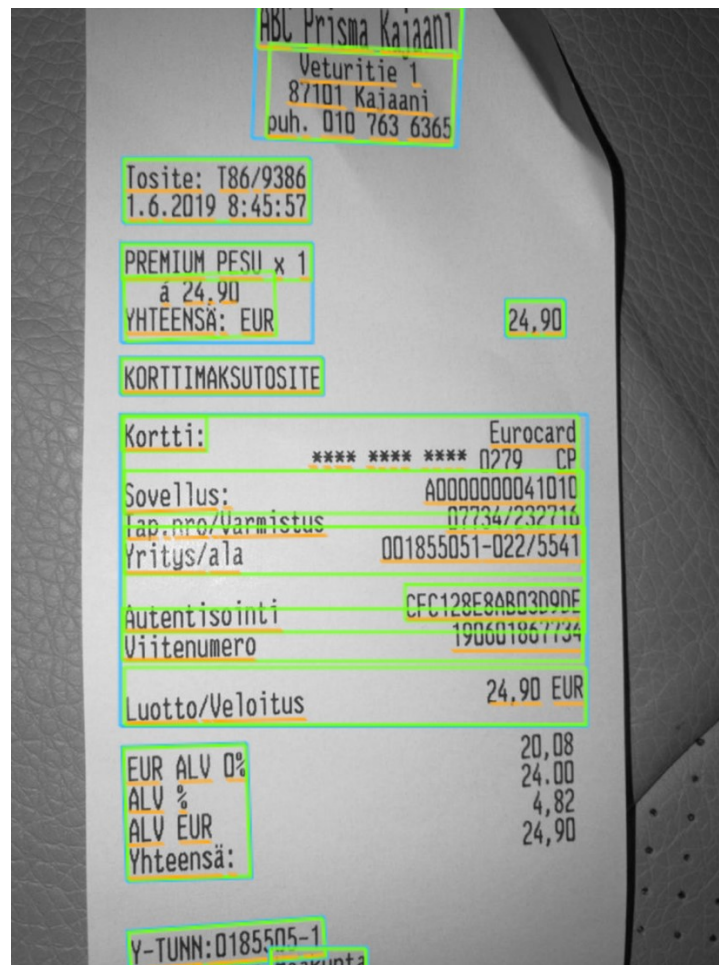 ABC Prisma Kajaani
Veturitie 1
87101 Kajaani
puh. 010 763 6365
Tosite: T86/9386
1.6.2019 8:45:57
PREMIUM PESU x 1
á 24,90
YHTEENSÄ: EUR 24,90
KORTTIMAKSUTOSITE
Kortti: Eurocard
**** **** **** 0279 CP
Sovellus: A0000000041010
Tap.nro/Varmistus 07734/232716
Yritys/ala 001855051-022/5541
Autentisointi CFC128E8AB03D9DE
Viitenumero 190601867734
Luotto/Veloitus 24,90 EUR
EUR ALV 0% 20,08
ALV % 24.00
ALV EUR 4,82
Yhteensä: 24,90
Y-TUNN:0185505-1